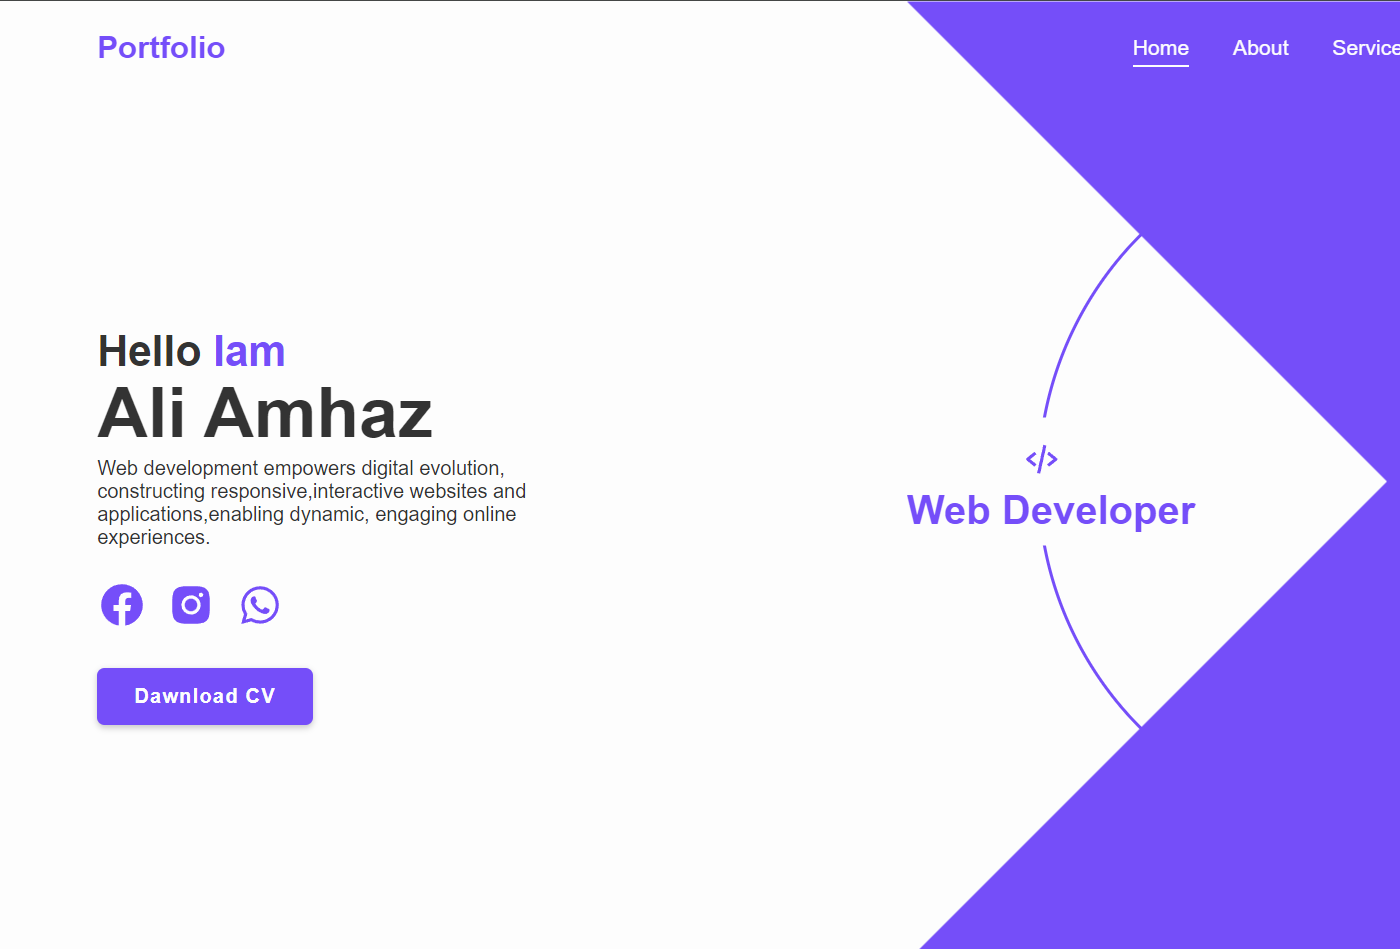 Portfolio
Home About Service
Hello Iam
Ali Amhaz
Web development empowers digital evolution,
constructing responsive,interactive websites and
applications,enabling dynamic, engaging online
experiences.
</>
Web Developer
Dawnload CV